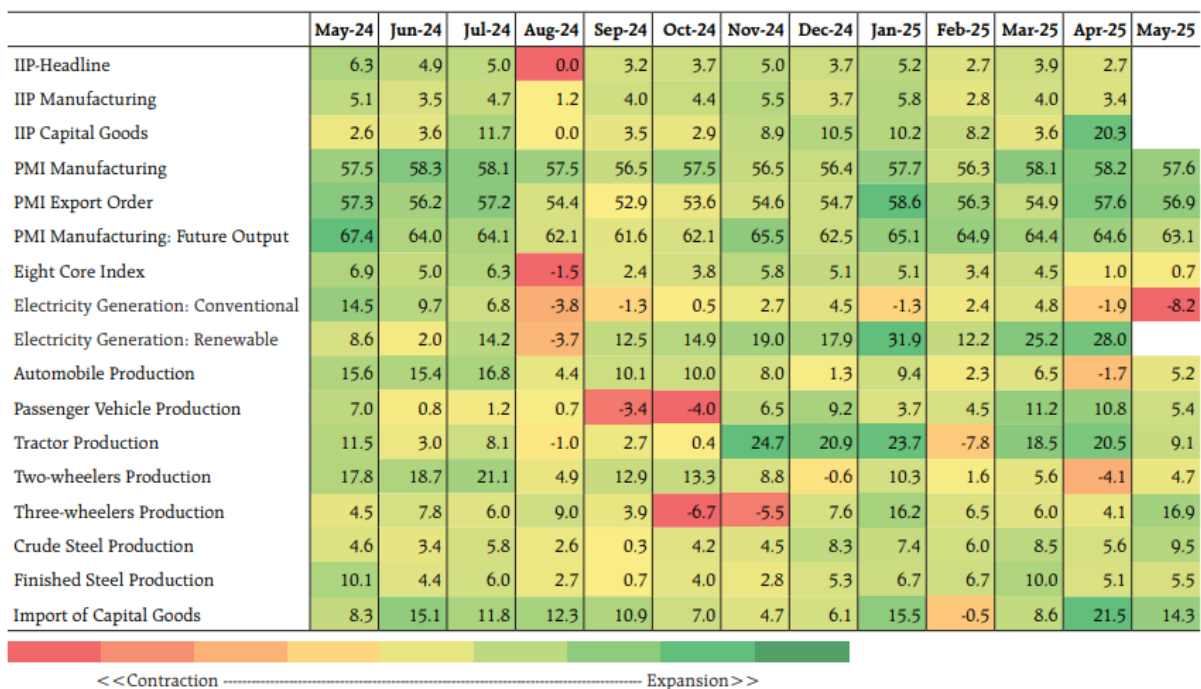 May-24 Jun-24 Jul-24 Aug-24 Sep-24 Oct-24 Nov-24 Dec-24 Jan-25 Feb-25 Mar-25 Apr-25 May-25
IIP-Headline 6.3 4.9 5.0 0.0 3.2 3.7 5.0 3.7 5.2 2.7 3.9 2.7
IIP Manufacturing 5.1 3.5 4.7 1.2 4.0 4.4 5.5 3.7 5.8 2.8 4.0 3.4
IIP Capital Goods 2.6 3.6 11.7 0.0 3.5 2.9 8.9 10.5 10.2 8.2 3.6 20.3
PMI Manufacturing 57.5 58.3 58.1 57.5 56.5 57.5 56.5 56.4 57.7 56.3 58.1 58.2 57.6
PMI Export Order 57.3 56.2 57.2 54.4 52.9 53.6 54.6 54.7 58.6 56.3 54.9 57.6 56.9
PMI Manufacturing: Future Output 67.4 64.0 64.1 62.1 61.6 62.1 65.5 62.5 65.1 64.9 64.4 64.6 63.1
Eight Core Index 6.9 5.0 6.3 -1.5 2.4 3.8 5.8 5.1 5.1 3.4 4.5 1.0 0.7
Electricity Generation: Conventional 14.5 9.7 6.8 -3.8 -1.3 0.5 2.7 4.5 -1.3 2.4 4.8 -1.9 -8.2
Electricity Generation: Renewable 8.6 2.0 14.2 -3.7 12.5 14.9 19.0 17.9 31.9 12.2 25.2 28.0
Automobile Production 15.6 15.4 16.8 4.4 10.1 10.0 8.0 1.3 9.4 2.3 6.5 -1.7 5.2
Passenger Vehicle Production 7.0 0.8 1.2 0.7 -3.4 -4.0 6.5 9.2 3.7 4.5 11.2 10.8 5.4
Tractor Production 11.5 3.0 8.1 -1.0 2.7 0.4 24.7 20.9 23.7 -7.8 18.5 20.5 9.1
Two-wheelers Production 17.8 18.7 21.1 4.9 12.9 13.3 8.8 -0.6 10.3 1.6 5.6 -4.1 4.7
Three-wheelers Production 4.5 7.8 6.0 9.0 3.9 -6.7 -5.5 7.6 16.2 6.5 6.0 4.1 16.9
Crude Steel Production 4.6 3.4 5.8 2.6 0.3 4.2 4.5 8.3 7.4 6.0 8.5 5.6 9.5
Finished Steel Production 10.1 4.4 6.0 2.7 0.7 4.0 2.8 5.3 6.7 6.7 10.0 5.1 5.5
Import of Capital Goods 8.3 15.1 11.8 12.3 10.9 7.0 4.7 6.1 15.5 -0.5 8.6 21.5 14.3
<<Contraction ---------- Expansion>>